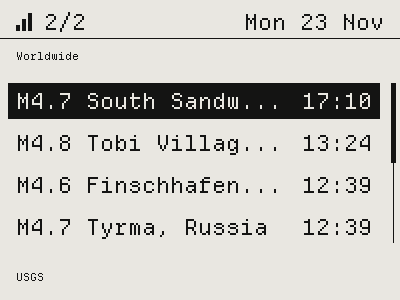 2/2 Mon 23 Nov
Worldwide
M4.7 South Sandw... 17:10
M4.8 Tobi Villag... 13:24
M4.6 Finschhafen... 12:39
M4.7 Tyrma, Russia 12:39
USGS